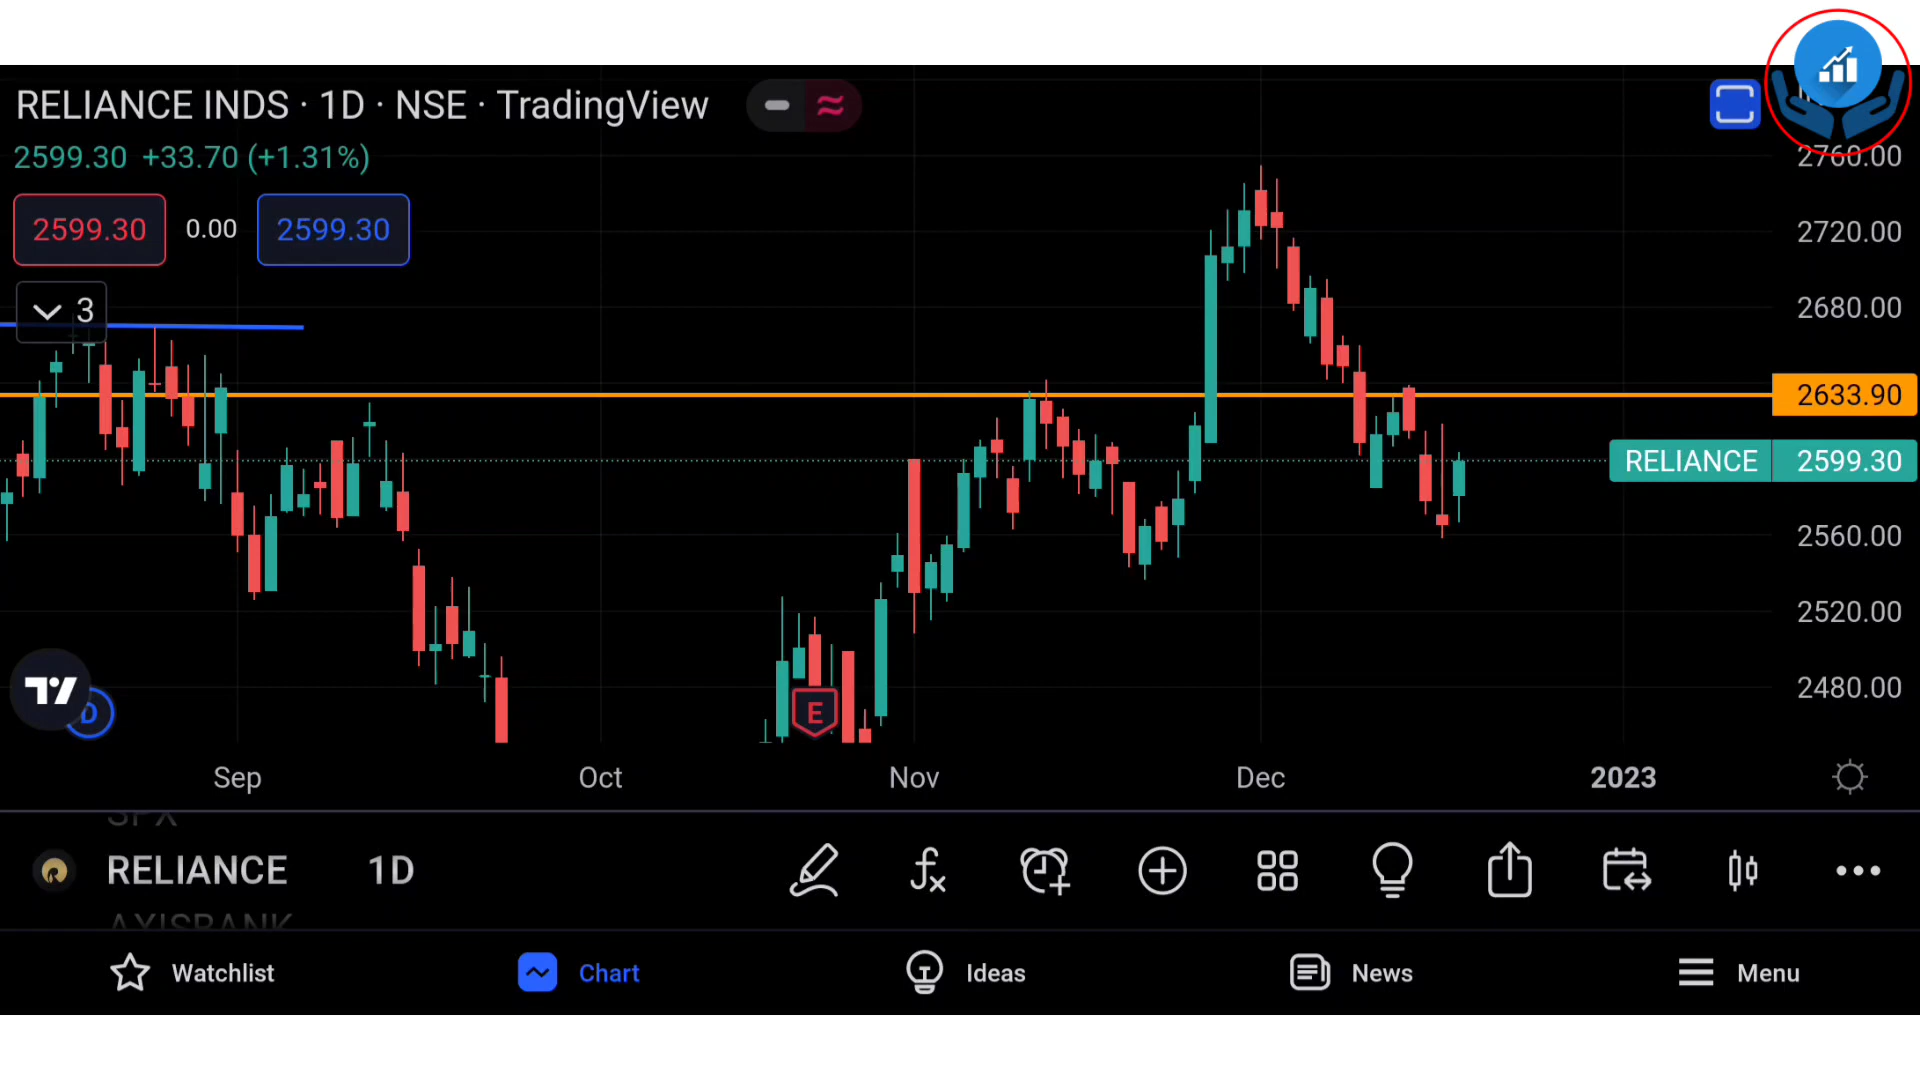 RELIANCE INDS · 1D · NSE · TradingView
2599.30 +33.70 (+1.31%)
2599.30 0.00 2599.30
3
2760.00
2720.00
2680.00
2633.90
RELIANCE 2599.30
2560.00
2520.00
2480.00
E
D
Sep Oct Nov Dec 2023
SPX
RELIANCE 1D
AXISBANK
Watchlist Chart Ideas News Menu